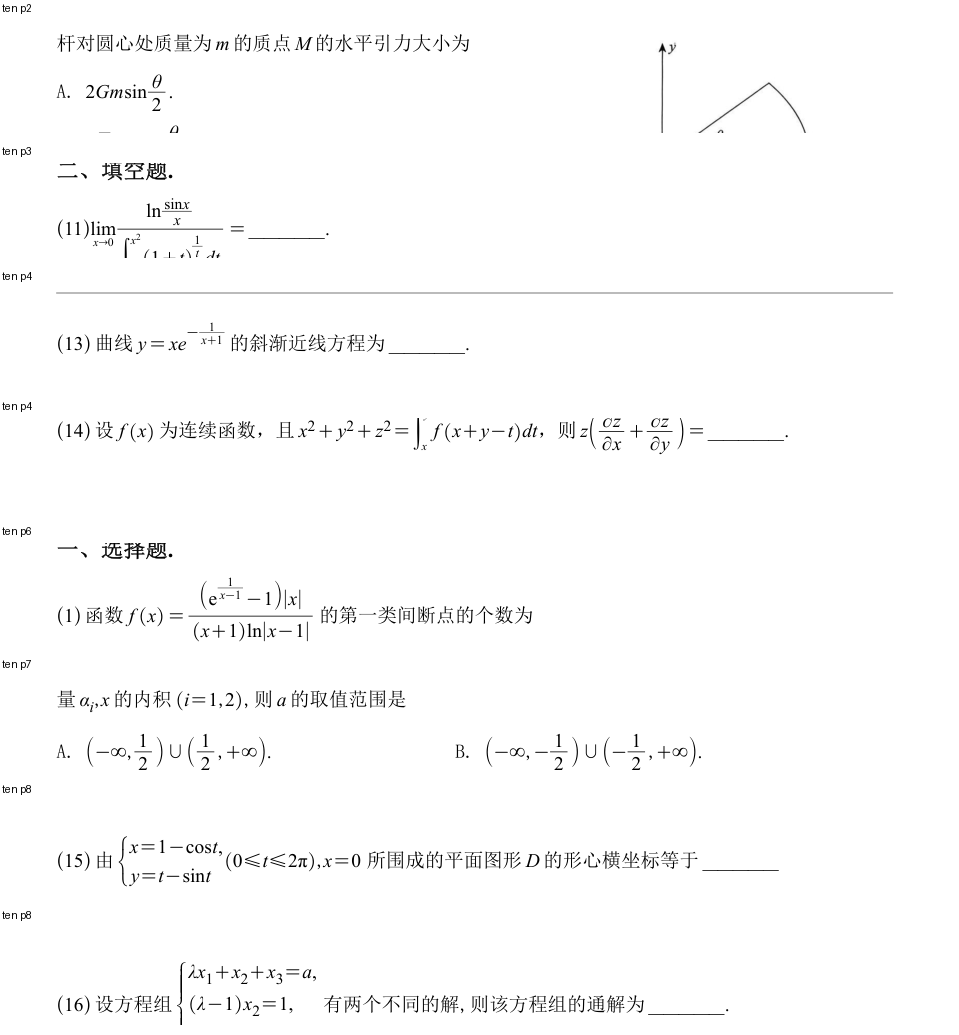 ten p2
杆对圆心处质量为 m 的质点 M 的水平引力大小为
y
A. 2Gmsin θ/2 .
θ
ten p3
二、填空题.
(11) lim x→0 ln (sinx/x) / ∫ x² (1+t)^(1/t) dt = ________.
ten p4
(13) 曲线 y=xe^(−1/(x+1)) 的斜渐近线方程为 ________.
ten p4
(14) 设 f(x) 为连续函数，且 x²+y²+z²=∫ₓ f(x+y−t)dt，则 z(∂z/∂x + ∂z/∂y)=________.
ten p6
一、选择题.
(1) 函数 f(x)= (e^(1/(x−1)) −1)|x| / (x+1)ln|x−1| 的第一类间断点的个数为
ten p7
量 αᵢ,x 的内积 (i=1,2), 则 a 的取值范围是
A. (−∞, 1/2)∪(1/2, +∞). B. (−∞, −1/2)∪(−1/2, +∞).
ten p8
(15) 由 {x=1−cost, y=t−sint (0⩽t⩽2π),x=0 所围成的平面图形 D 的形心横坐标等于 ________
ten p8
λx₁+x₂+x₃=a,
(16) 设方程组 { (λ−1)x₂=1, 有两个不同的解, 则该方程组的通解为 ________.